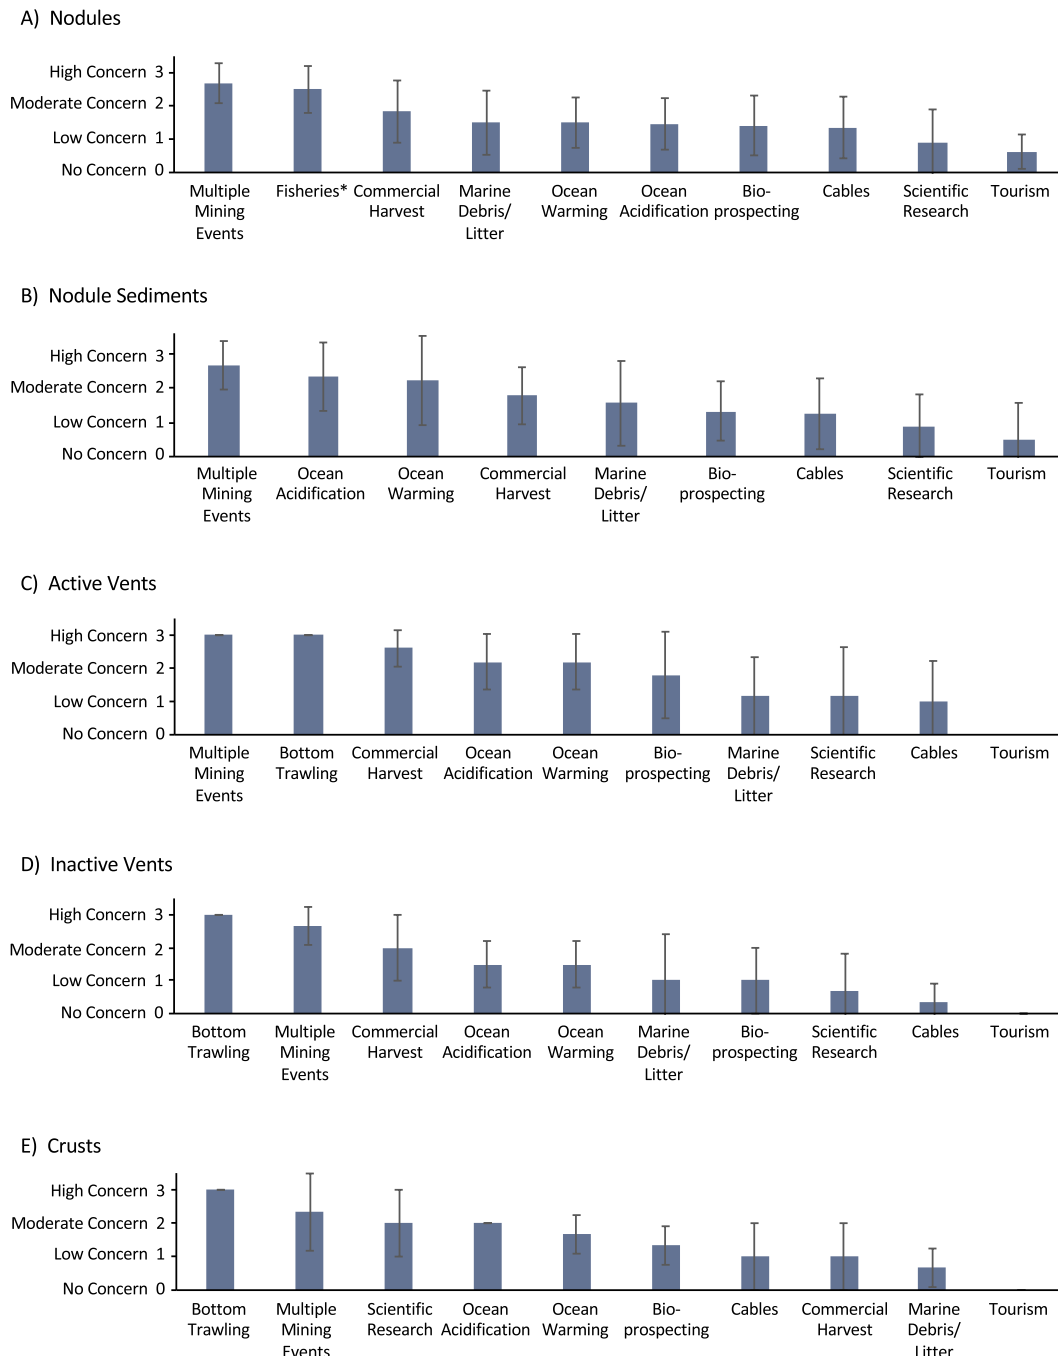 A) Nodules
High Concern 3
Moderate Concern 2
Low Concern 1
No Concern 0
Multiple Mining Events
Fisheries*
Commercial Harvest
Marine Debris/ Litter
Ocean Warming
Ocean Acidification
Bio- prospecting
Cables
Scientific Research
Tourism
B) Nodule Sediments
High Concern 3
Moderate Concern 2
Low Concern 1
No Concern 0
Multiple Mining Events
Ocean Acidification
Ocean Warming
Commercial Harvest
Marine Debris/ Litter
Bio- prospecting
Cables
Scientific Research
Tourism
C) Active Vents
High Concern 3
Moderate Concern 2
Low Concern 1
No Concern 0
Multiple Mining Events
Bottom Trawling
Commercial Harvest
Ocean Acidification
Ocean Warming
Bio- prospecting
Marine Debris/ Litter
Scientific Research
Cables
Tourism
D) Inactive Vents
High Concern 3
Moderate Concern 2
Low Concern 1
No Concern 0
Bottom Trawling
Multiple Mining Events
Commercial Harvest
Ocean Acidification
Ocean Warming
Marine Debris/ Litter
Bio- prospecting
Scientific Research
Cables
Tourism
E) Crusts
High Concern 3
Moderate Concern 2
Low Concern 1
No Concern 0
Bottom Trawling
Multiple Mining Events
Scientific Research
Ocean Acidification
Ocean Warming
Bio- prospecting
Cables
Commercial Harvest
Marine Debris/ Litter
Tourism